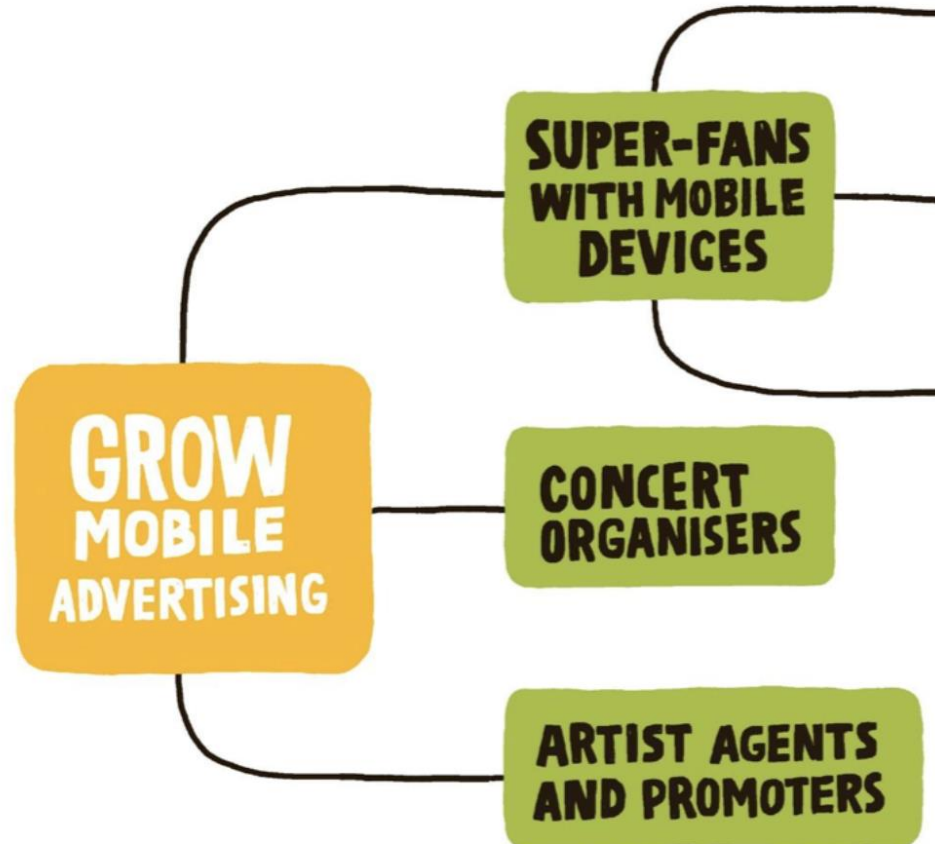 SUPER-FANS
WITH MOBILE
DEVICES
GROW
MOBILE
ADVERTISING
CONCERT
ORGANISERS
ARTIST AGENTS
AND PROMOTERS